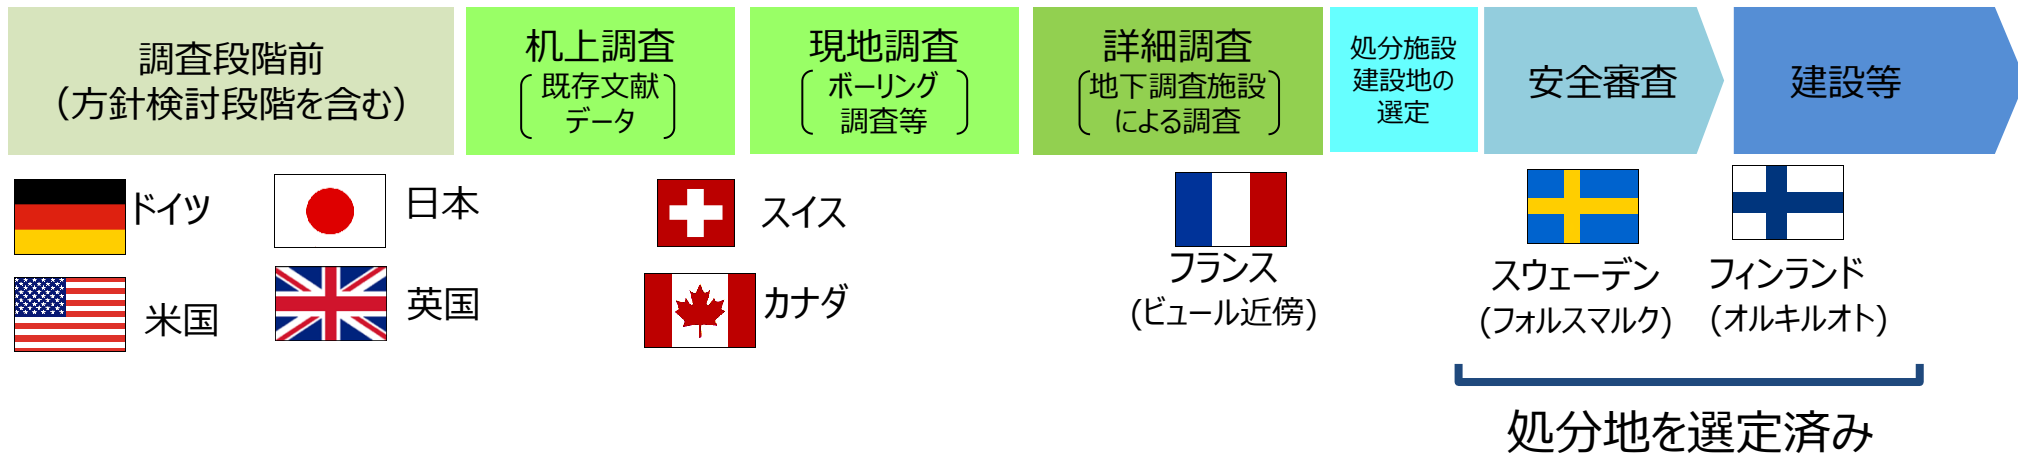 調査段階前
（方針検討段階を含む）
机上調査
既存文献
データ
現地調査
ボーリング
調査等
詳細調査
地下調査施設
による調査
処分施設
建設地の
選定
安全審査
建設等
ドイツ
日本
米国
英国
スイス
カナダ
フランス
(ビュール近傍)
スウェーデン
(フォルスマルク)
フィンランド
(オルキルオト)
処分地を選定済み